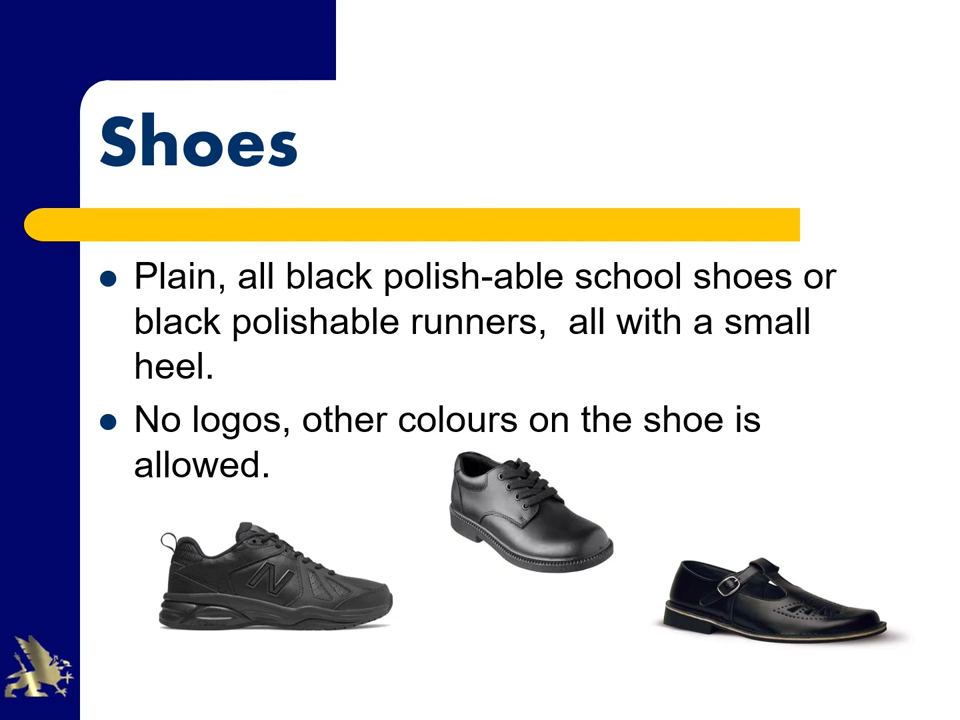 Shoes
● Plain, all black polish-able school shoes or
black polishable runners,  all with a small
heel.
● No logos, other colours on the shoe is
allowed.
N